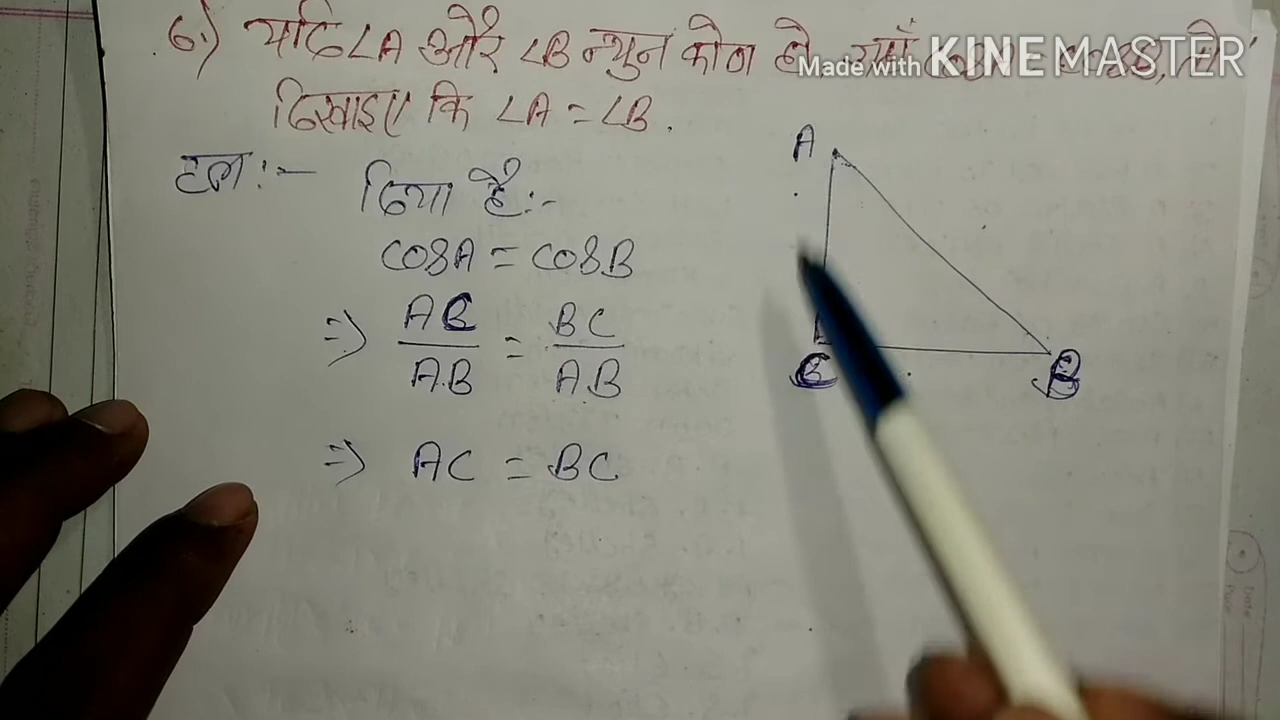 6.) यदि ∠A और ∠B न्युन कोण हो
Made with KINEMASTER
दिखाइए कि ∠A = ∠B.
हल :- दिया है:-
cosA = cosB
⇒ AC/AB = BC/AB
⇒ AC = BC
A
C B